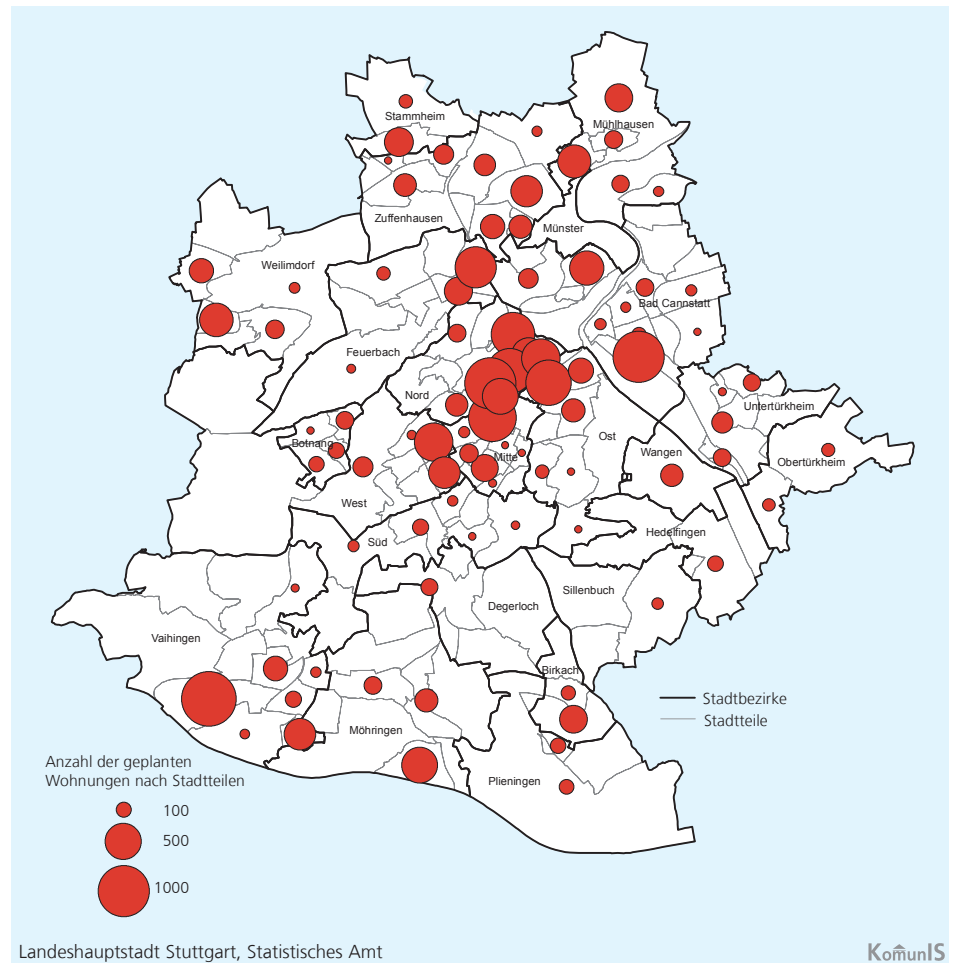 Stammheim
Mühlhausen
Zuffenhausen
Münster
Weilimdorf
Bad Cannstatt
Feuerbach
Nord
Untertürkheim
Botnang
Ost
Mitte
Wangen
Obertürkheim
West
Hedelfingen
Süd
Sillenbuch
Degerloch
Vaihingen
Birkach
Stadtbezirke
Stadtteile
Möhringen
Anzahl der geplanten
Wohnungen nach Stadtteilen
Plieningen
100
500
1000
Landeshauptstadt Stuttgart, Statistisches Amt
KomunIS